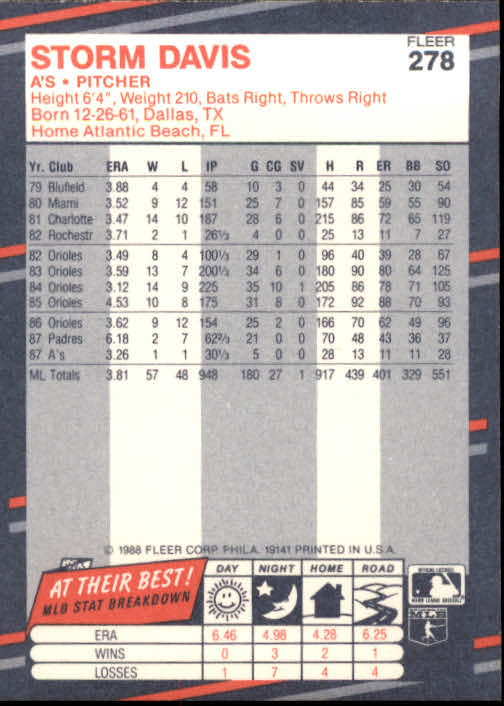 STORM DAVIS
FLEER
278
A'S • PITCHER
Height 6'4", Weight 210, Bats Right, Throws Right
Born 12-26-61, Dallas, TX
Home Atlantic Beach, FL
Yr. Club ERA W L IP G CG SV H R ER BB SO
79 Blufield 3.88 4 4 58 10 3 0 44 34 25 30 54
80 Miami 3.52 9 12 151 25 7 0 157 85 59 55 90
81 Charlotte 3.47 14 10 187 28 6 0 215 86 72 65 119
82 Rochestr 3.71 2 1 26⅓ 4 0 0 25 13 11 7 27
82 Orioles 3.49 8 4 100⅓ 29 1 0 96 40 39 28 67
83 Orioles 3.59 13 7 200⅓ 34 6 0 180 90 80 64 125
84 Orioles 3.12 14 9 225 35 10 1 205 86 78 71 105
85 Orioles 4.53 10 8 175 31 8 0 172 92 88 70 93
86 Orioles 3.62 9 12 154 25 2 0 166 70 62 49 96
87 Padres 6.18 2 7 62⅔ 21 0 0 70 48 43 36 37
87 A's 3.26 1 1 30⅓ 5 0 0 28 13 11 11 28
ML Totals 3.81 57 48 948 180 27 1 917 439 401 329 551
© 1988 FLEER CORP. PHILA. 19141 PRINTED IN U.S.A.
AT THEIR BEST!
MLB STAT BREAKDOWN
DAY NIGHT HOME ROAD
ERA 6.46 4.98 4.28 6.25
WINS 0 3 2 1
LOSSES 1 7 4 4
MLBS